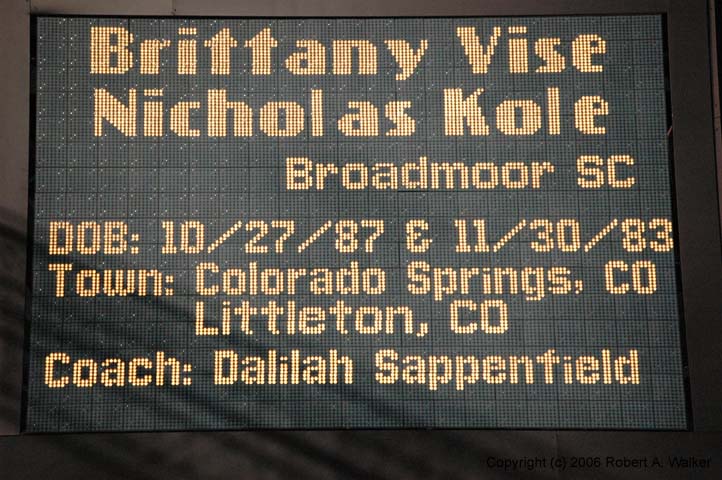 Brittany Vise
Nicholas Kole
Broadmoor SC
DOB: 10/27/87 & 11/30/83
Town: Colorado Springs, CO
Littleton, CO
Coach: Dalilah Sappenfield
Copyright (c) 2006 Robert A. Walker